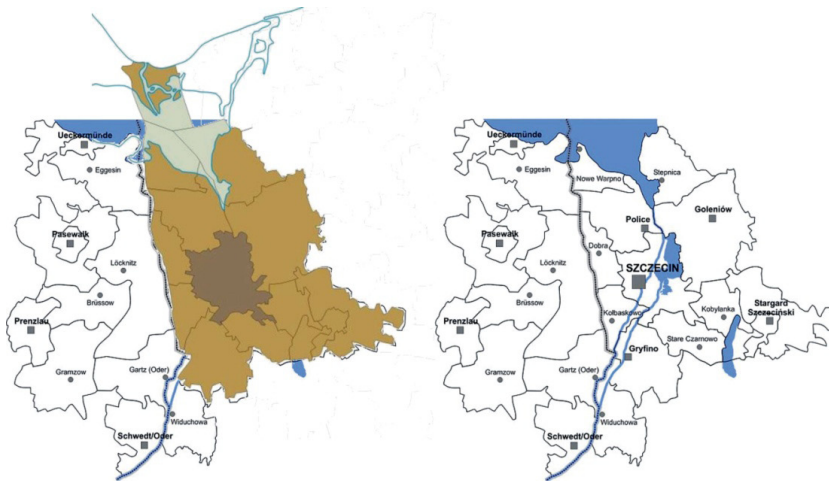 Ueckermünde
Eggesin
Pasewalk
Löcknitz
Brüssow
Prenzlau
Gramzow
Gartz (Oder)
Widuchowa
Schwedt/Oder
Ueckermünde
Eggesin
Nowe Warpno
Stepnica
Police
Goleniów
Pasewalk
Dobra
Löcknitz
SZCZECIN
Brüssow
Kołbaskowo
Kobylanka
Stargard
Szczeciński
Prenzlau
Stare Czarnowo
Gryfino
Gramzow
Gartz (Oder)
Widuchowa
Schwedt/Oder